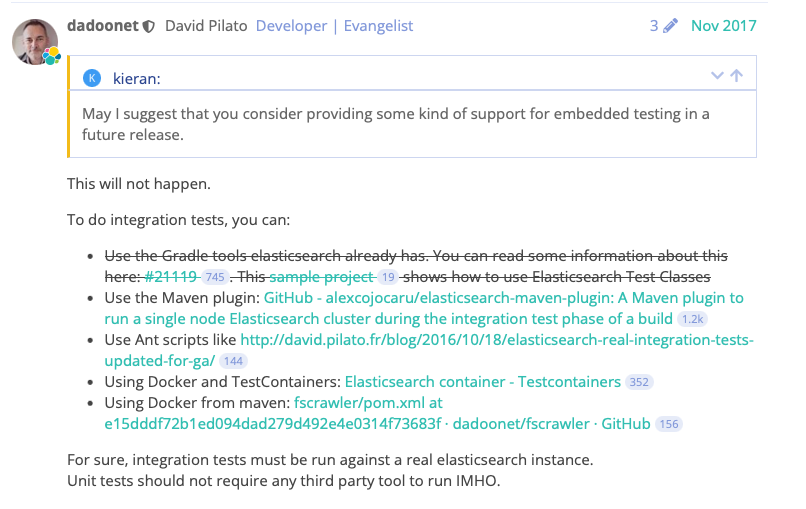 dadoonet David Pilato Developer | Evangelist 3 Nov 2017
K kieran:
May I suggest that you consider providing some kind of support for embedded testing in a
future release.
This will not happen.
To do integration tests, you can:
Use the Gradle tools elasticsearch already has. You can read some information about this
here: #21119 745 . This sample project 19 shows how to use Elasticsearch Test Classes
Use the Maven plugin: GitHub - alexcojocaru/elasticsearch-maven-plugin: A Maven plugin to
run a single node Elasticsearch cluster during the integration test phase of a build 1.2k
Use Ant scripts like http://david.pilato.fr/blog/2016/10/18/elasticsearch-real-integration-tests-
updated-for-ga/ 144
Using Docker and TestContainers: Elasticsearch container - Testcontainers 352
Using Docker from maven: fscrawler/pom.xml at
e15dddf72b1ed094dad279d492e4e0314f73683f · dadoonet/fscrawler · GitHub 156
For sure, integration tests must be run against a real elasticsearch instance.
Unit tests should not require any third party tool to run IMHO.